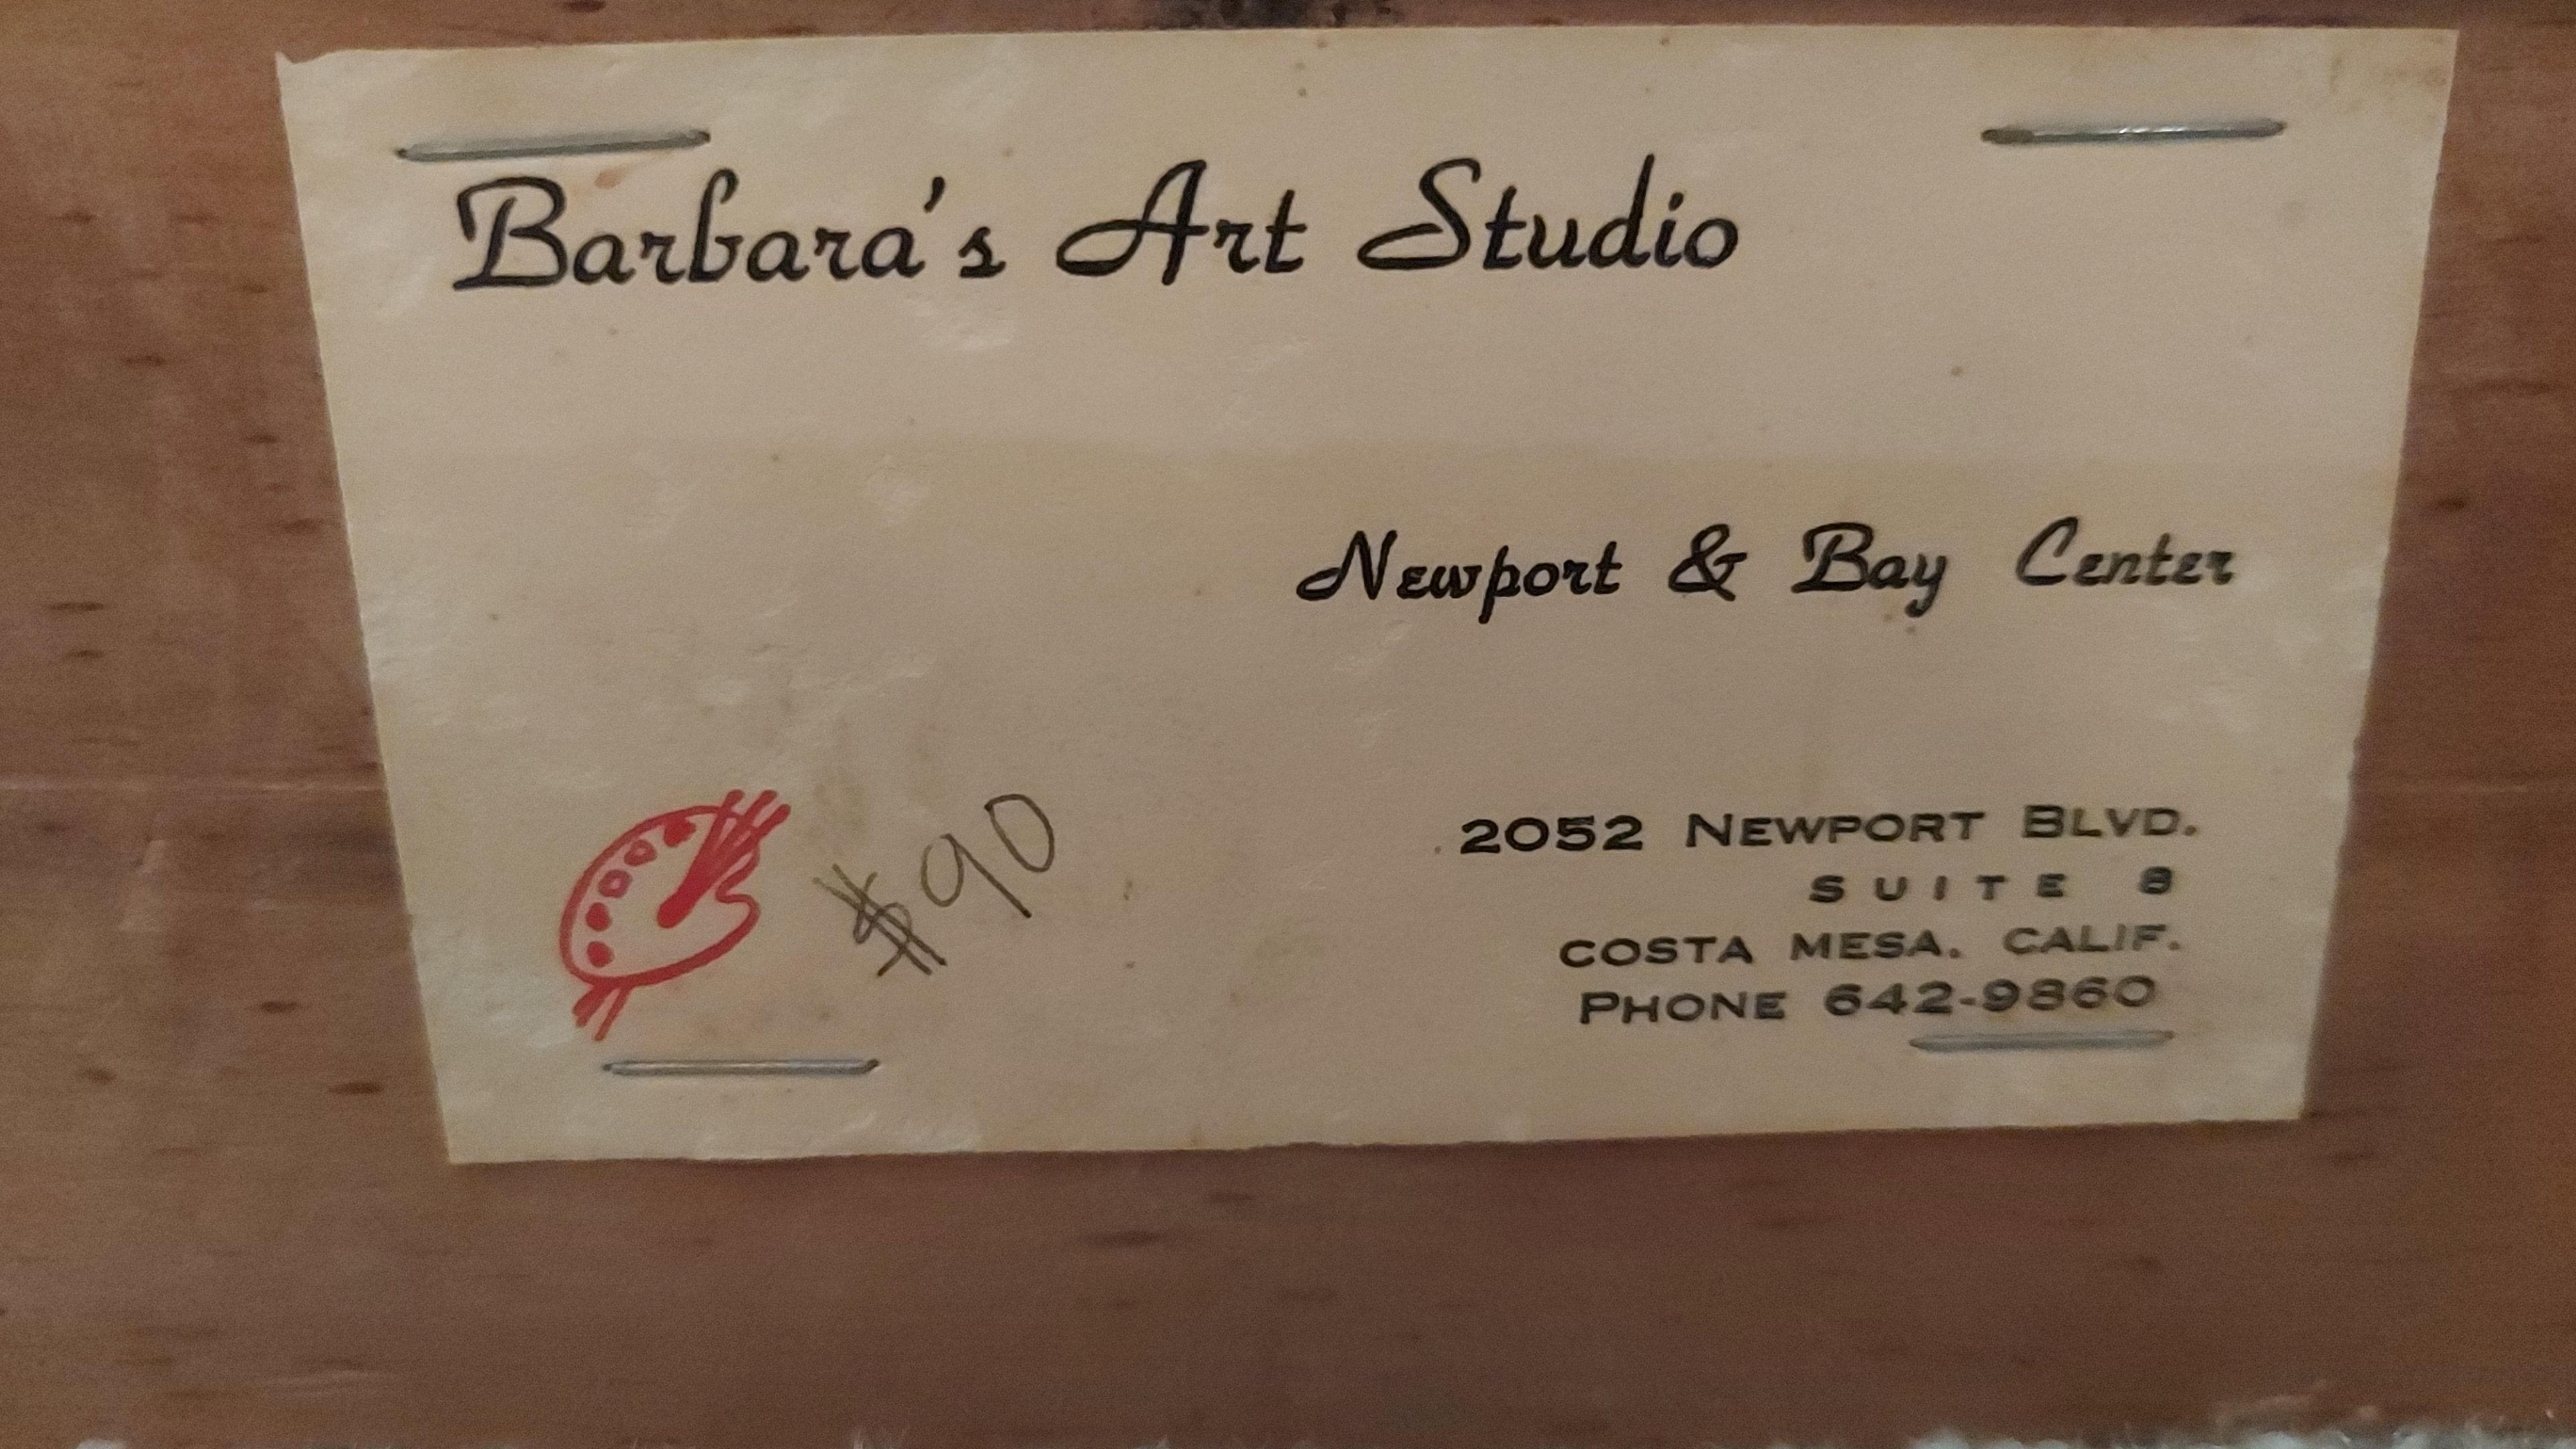 Barbara's Art Studio
Newport & Bay Center
$90
2052 NEWPORT BLVD.
SUITE 8
COSTA MESA. CALIF.
PHONE 642-9860